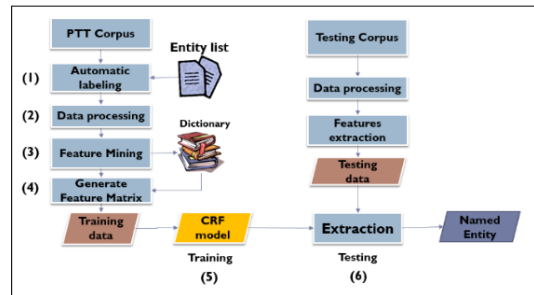 PTT Corpus
Entity list
(1)
Automatic
labeling
(2)
Data processing
Dictionary
(3)
Feature Mining
(4)
Generate
Feature Matrix
Training
data
CRF
model
Training
(5)
Testing Corpus
Data processing
Features
extraction
Testing
data
Extraction
Testing
(6)
Named
Entity